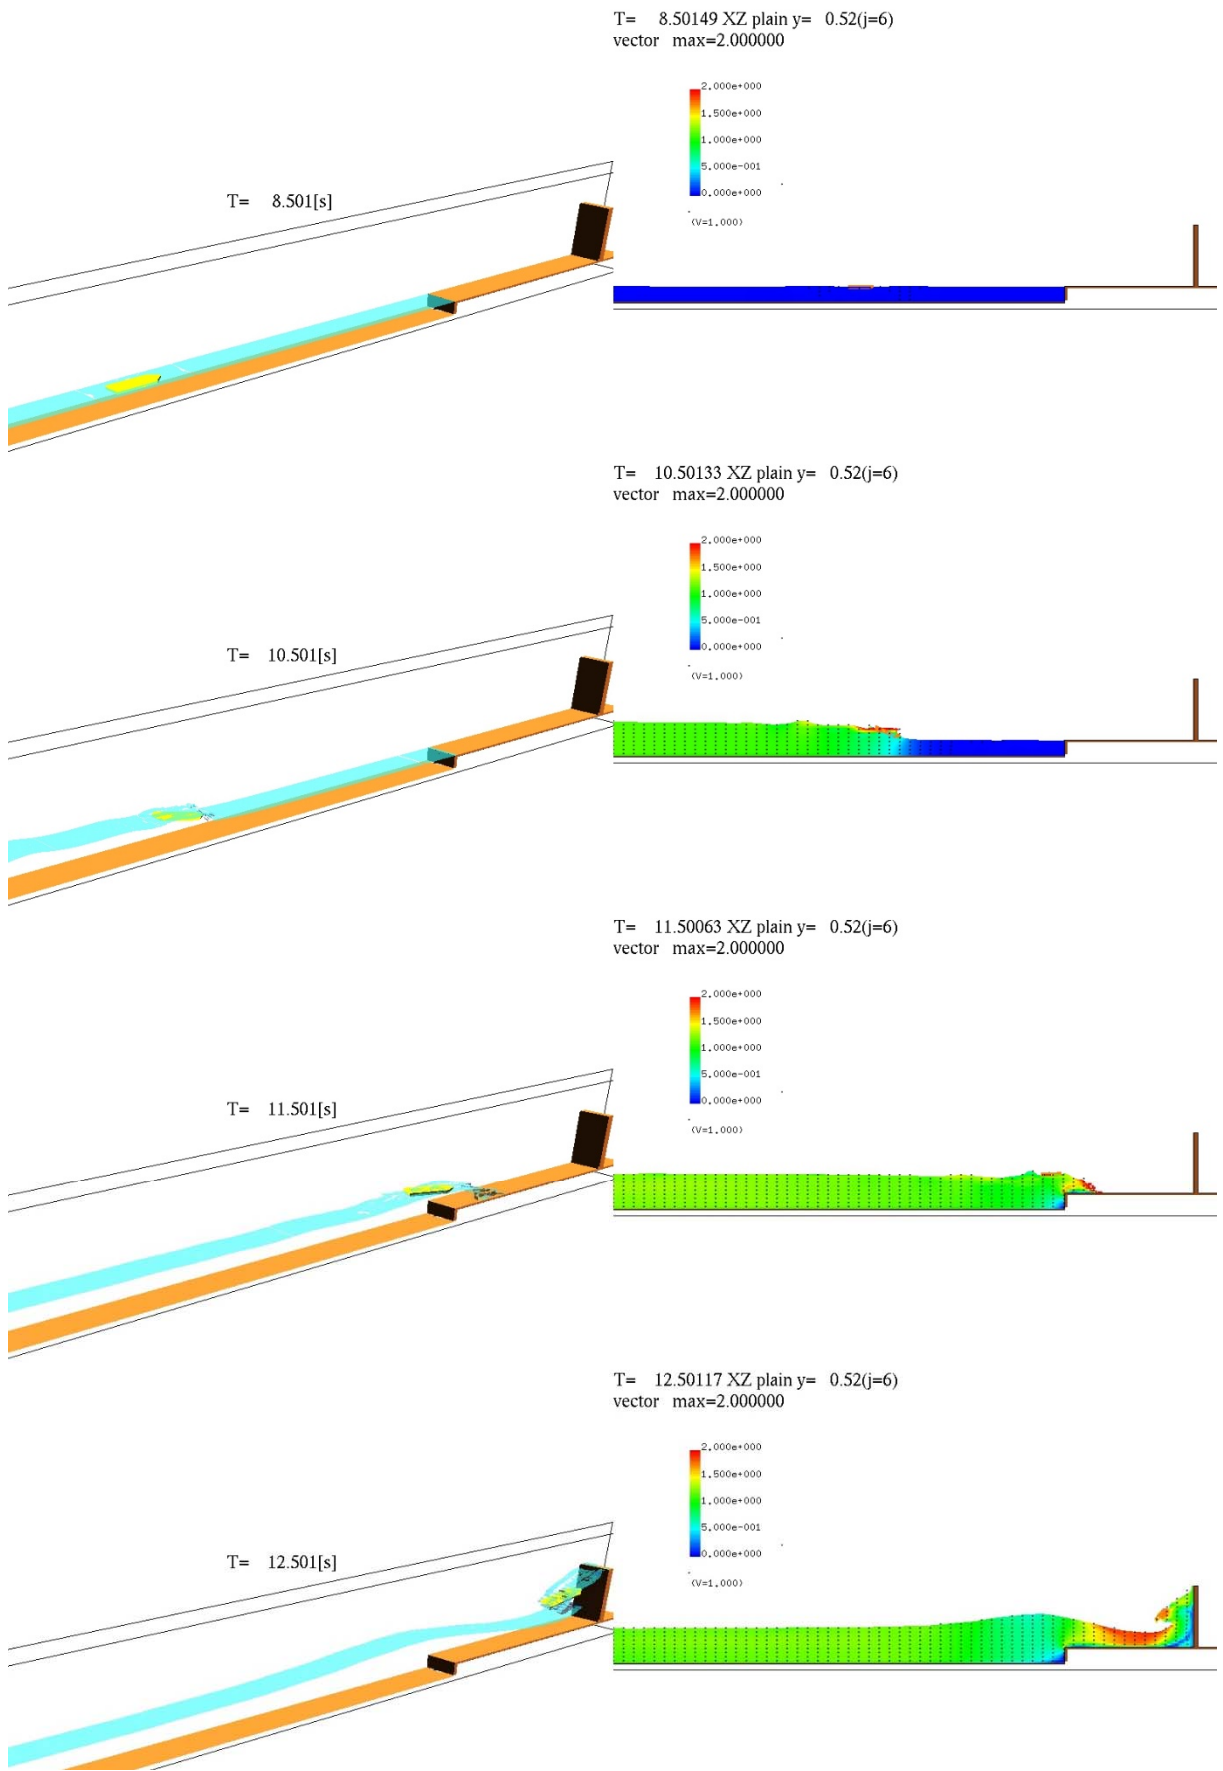 T= 8.50149 XZ plain y= 0.52(j=6)
vector max=2.000000
2.000e+000
1.500e+000
1.000e+000
5.000e-001
0.000e+000
(V=1.000)
T= 8.501[s]
T= 10.50133 XZ plain y= 0.52(j=6)
vector max=2.000000
2.000e+000
1.500e+000
1.000e+000
5.000e-001
0.000e+000
(V=1.000)
T= 10.501[s]
T= 11.50063 XZ plain y= 0.52(j=6)
vector max=2.000000
2.000e+000
1.500e+000
1.000e+000
5.000e-001
0.000e+000
(V=1.000)
T= 11.501[s]
T= 12.50117 XZ plain y= 0.52(j=6)
vector max=2.000000
2.000e+000
1.500e+000
1.000e+000
5.000e-001
0.000e+000
(V=1.000)
T= 12.501[s]